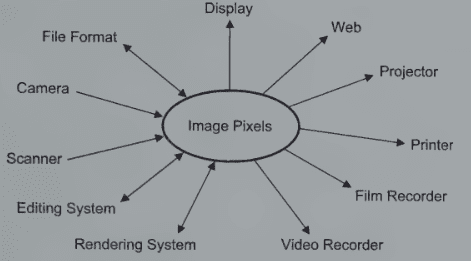 Display
File Format
Web
Camera
Projector
Image Pixels
Printer
Scanner
Film Recorder
Editing System
Rendering System
Video Recorder